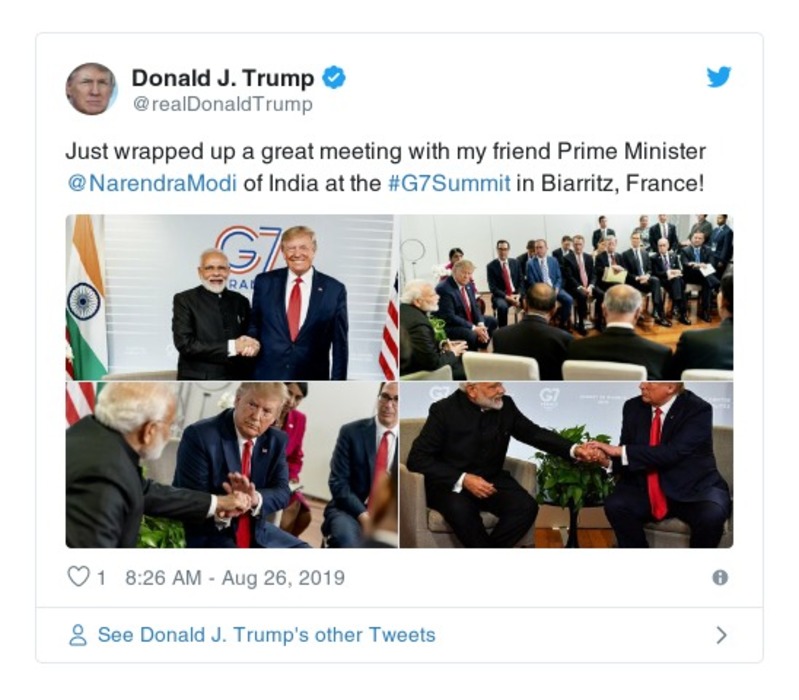 Donald J. Trump
@realDonaldTrump
Just wrapped up a great meeting with my friend Prime Minister
@NarendraModi of India at the #G7Summit in Biarritz, France!
G7
G7
1 8:26 AM - Aug 26, 2019
See Donald J. Trump's other Tweets